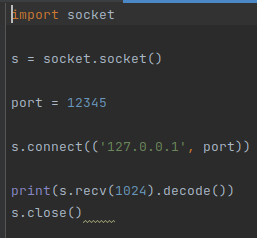 import socket
s = socket.socket()
port = 12345
s.connect(('127.0.0.1', port))
print(s.recv(1024).decode())
s.close()